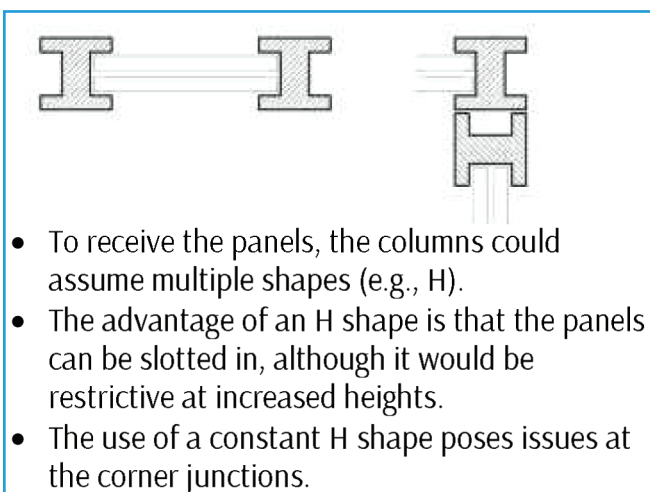 • To receive the panels, the columns could
assume multiple shapes (e.g., H).
• The advantage of an H shape is that the panels
can be slotted in, although it would be
restrictive at increased heights.
• The use of a constant H shape poses issues at
the corner junctions.